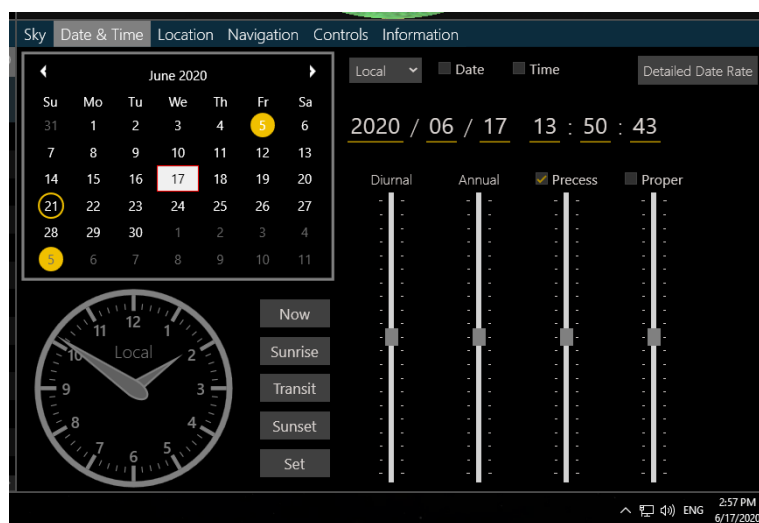 Sky Date & Time Location Navigation Controls Information
June 2020
Su Mo Tu We Th Fr Sa
31 1 2 3 4 5 6
7 8 9 10 11 12 13
14 15 16 17 18 19 20
21 22 23 24 25 26 27
28 29 30 1 2 3 4
5 6 7 8 9 10 11
Local Date Time Detailed Date Rate
2020 / 06 / 17 13 : 50 : 43
Diurnal Annual Precess Proper
12
11 1
10 Local 2
9 3
8 4
7 6 5
Now
Sunrise
Transit
Sunset
Set
ENG 2:57 PM
6/17/2020